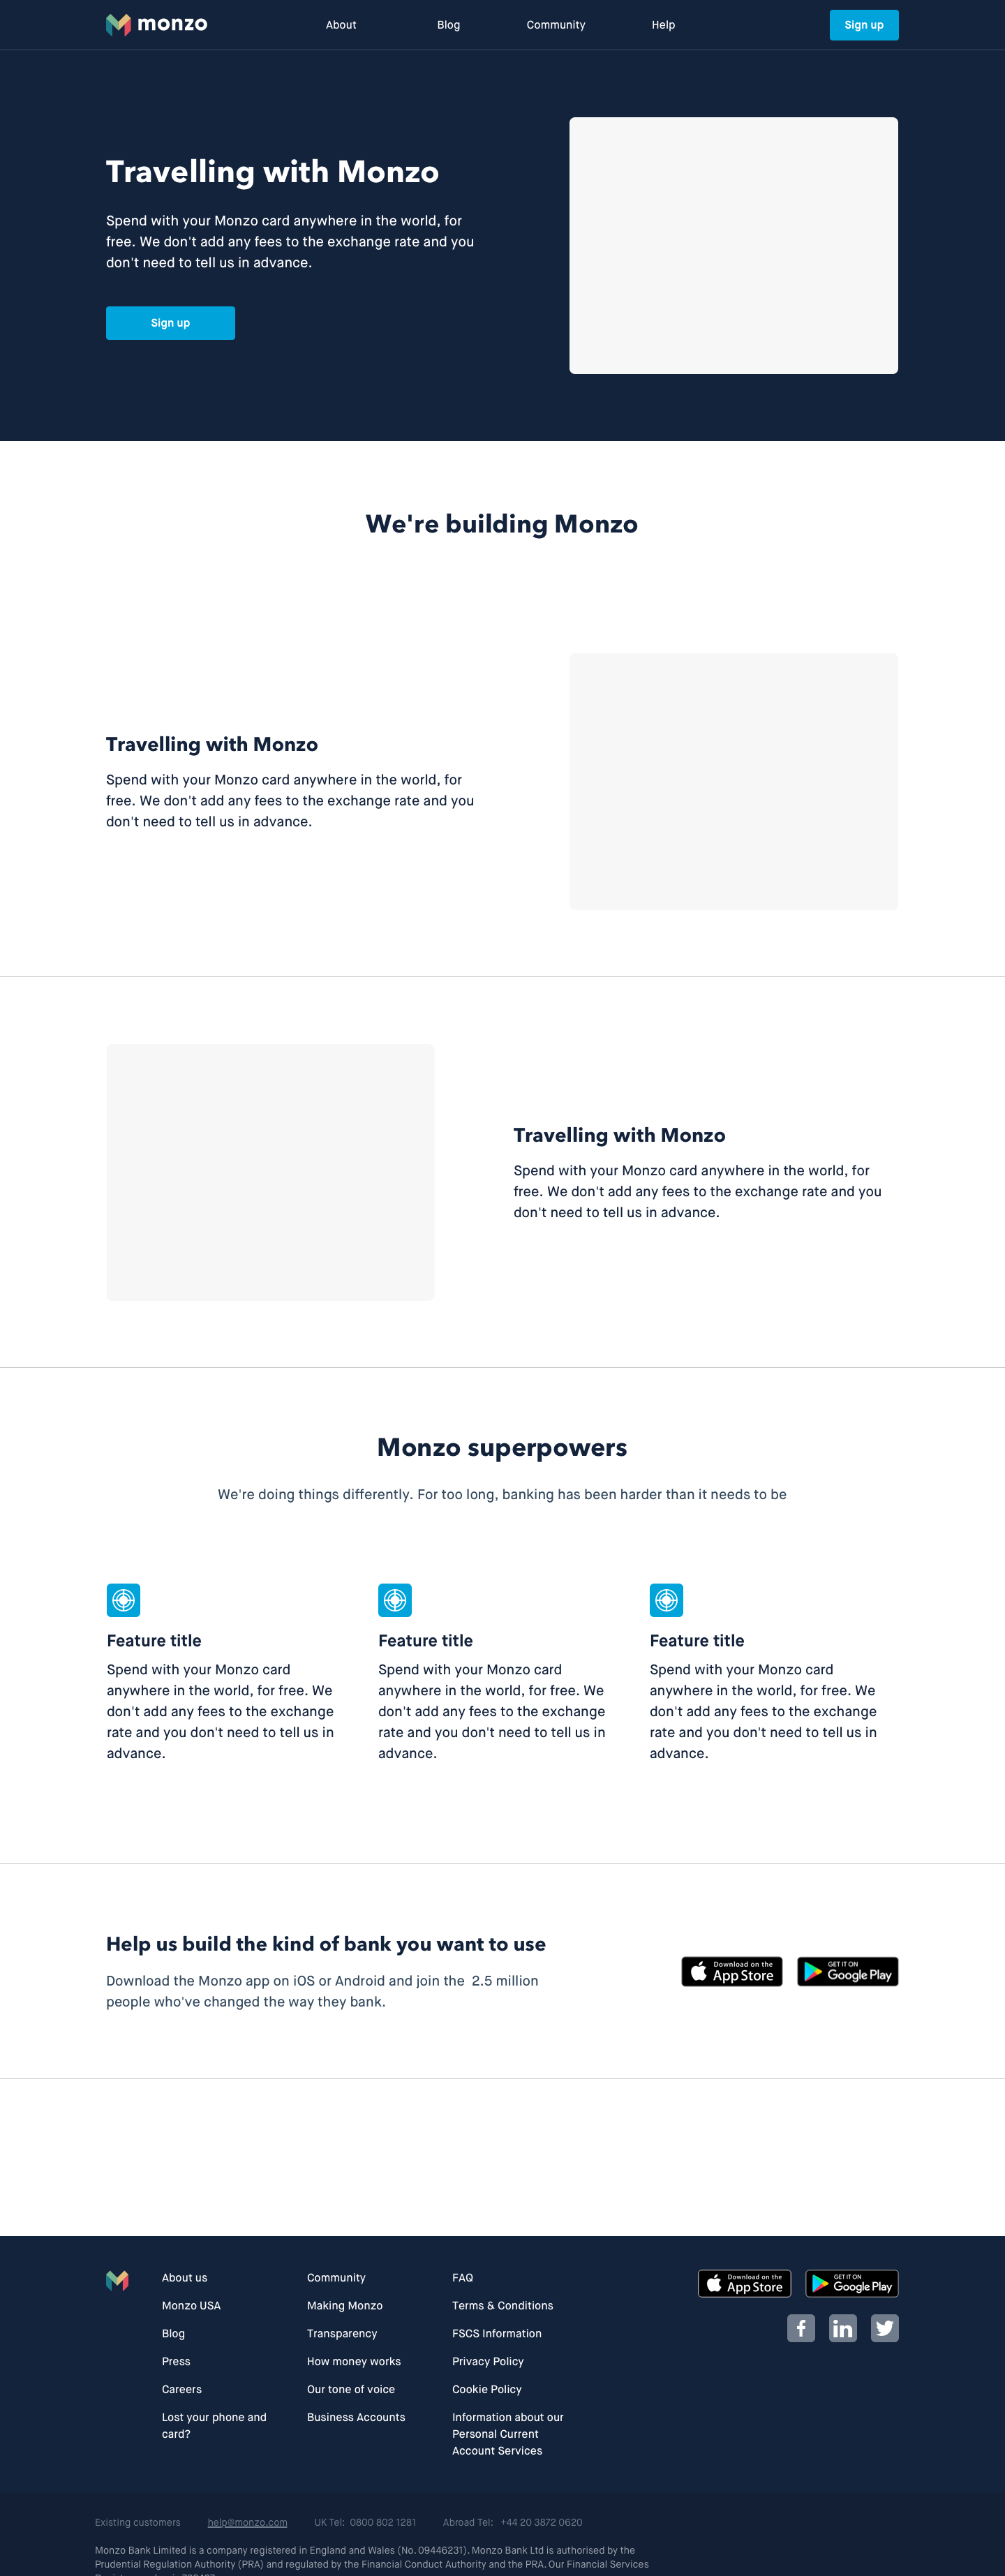 monzo
About
Blog
Community
Help
Sign up
Travelling with Monzo
Spend with your Monzo card anywhere in the world, for
free. We don't add any fees to the exchange rate and you
don't need to tell us in advance.
Sign up
We're building Monzo
Travelling with Monzo
Spend with your Monzo card anywhere in the world, for
free. We don't add any fees to the exchange rate and you
don't need to tell us in advance.
Travelling with Monzo
Spend with your Monzo card anywhere in the world, for
free. We don't add any fees to the exchange rate and you
don't need to tell us in advance.
Monzo superpowers
We're doing things differently. For too long, banking has been harder than it needs to be
Feature title
Spend with your Monzo card
anywhere in the world, for free. We
don't add any fees to the exchange
rate and you don't need to tell us in
advance.
Feature title
Spend with your Monzo card
anywhere in the world, for free. We
don't add any fees to the exchange
rate and you don't need to tell us in
advance.
Feature title
Spend with your Monzo card
anywhere in the world, for free. We
don't add any fees to the exchange
rate and you don't need to tell us in
advance.
Help us build the kind of bank you want to use
Download the Monzo app on iOS or Android and join the 2.5 million
people who've changed the way they bank.
Download on the
App Store
GET IT ON
Google Play
About us
Monzo USA
Blog
Press
Careers
Lost your phone and
card?
Community
Making Monzo
Transparency
How money works
Our tone of voice
Business Accounts
FAQ
Terms & Conditions
FSCS Information
Privacy Policy
Cookie Policy
Information about our
Personal Current
Account Services
Download on the
App Store
GET IT ON
Google Play
f
in
Existing customers
help@monzo.com
UK Tel: 0800 802 1281
Abroad Tel: +44 20 3872 0620
Monzo Bank Limited is a company registered in England and Wales (No. 09446231). Monzo Bank Ltd is authorised by the
Prudential Regulation Authority (PRA) and regulated by the Financial Conduct Authority and the PRA. Our Financial Services